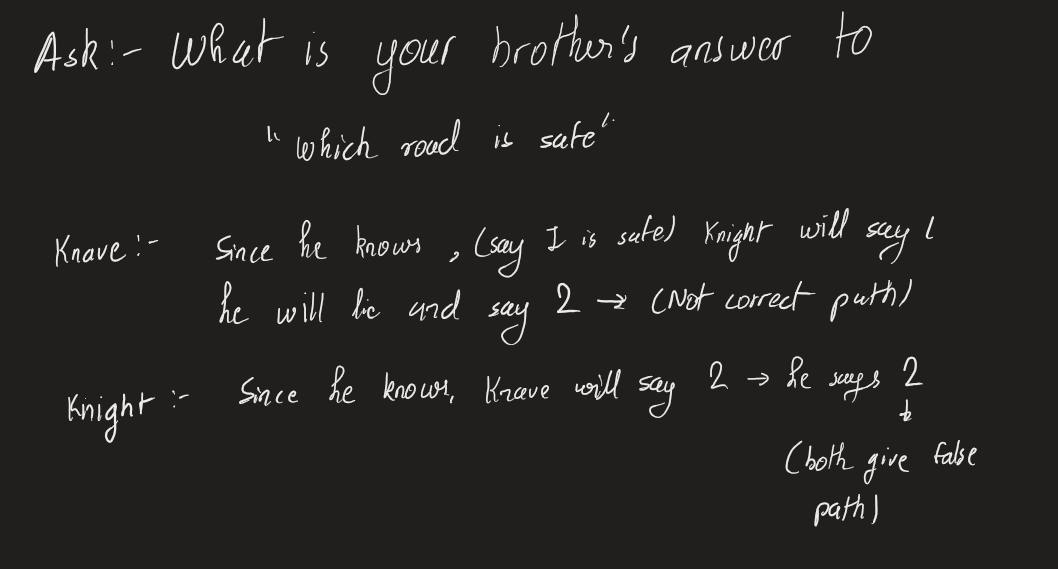 Ask:- What is your brother's answer to
"which road is safe"
Knave:- Since he knows, (say 1 is safe) Knight will say 1
he will lie and say 2 → (Not correct path)
Knight :- Since he knows, Knave will say 2 → he says 2
↓
(both give false
path)